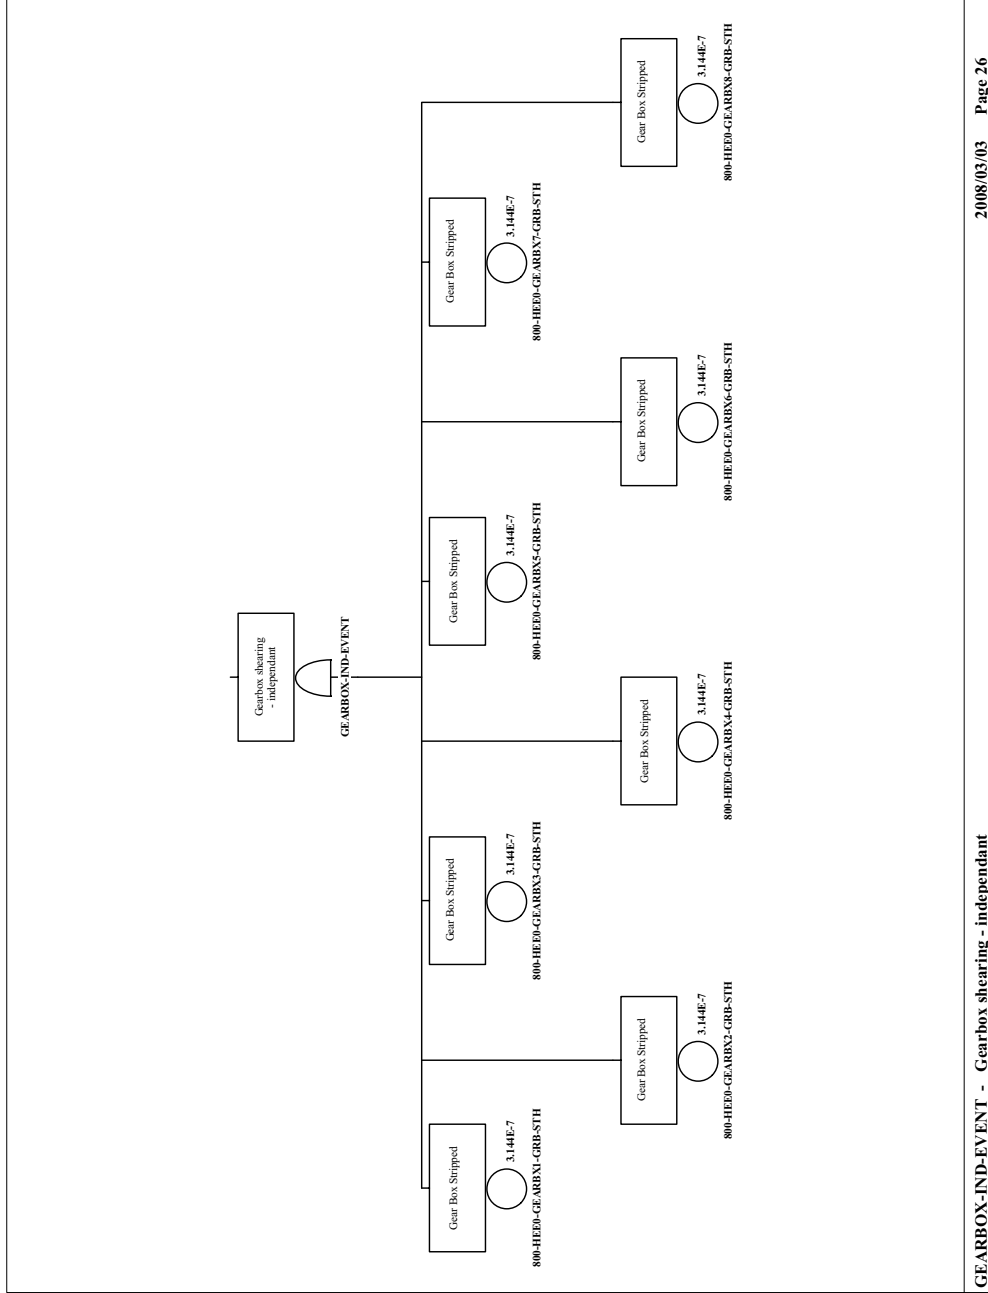 Gearbox shearing
- independant
GEARBOX-IND-EVENT
Gear Box Stripped
3.144E-7
800-HEE0-GEARBX1-GRB-STH
Gear Box Stripped
3.144E-7
800-HEE0-GEARBX2-GRB-STH
Gear Box Stripped
3.144E-7
800-HEE0-GEARBX3-GRB-STH
Gear Box Stripped
3.144E-7
800-HEE0-GEARBX4-GRB-STH
Gear Box Stripped
3.144E-7
800-HEE0-GEARBX5-GRB-STH
Gear Box Stripped
3.144E-7
800-HEE0-GEARBX6-GRB-STH
Gear Box Stripped
3.144E-7
800-HEE0-GEARBX7-GRB-STH
Gear Box Stripped
3.144E-7
800-HEE0-GEARBX8-GRB-STH
GEARBOX-IND-EVENT - Gearbox shearing - independant 2008/03/03 Page 26